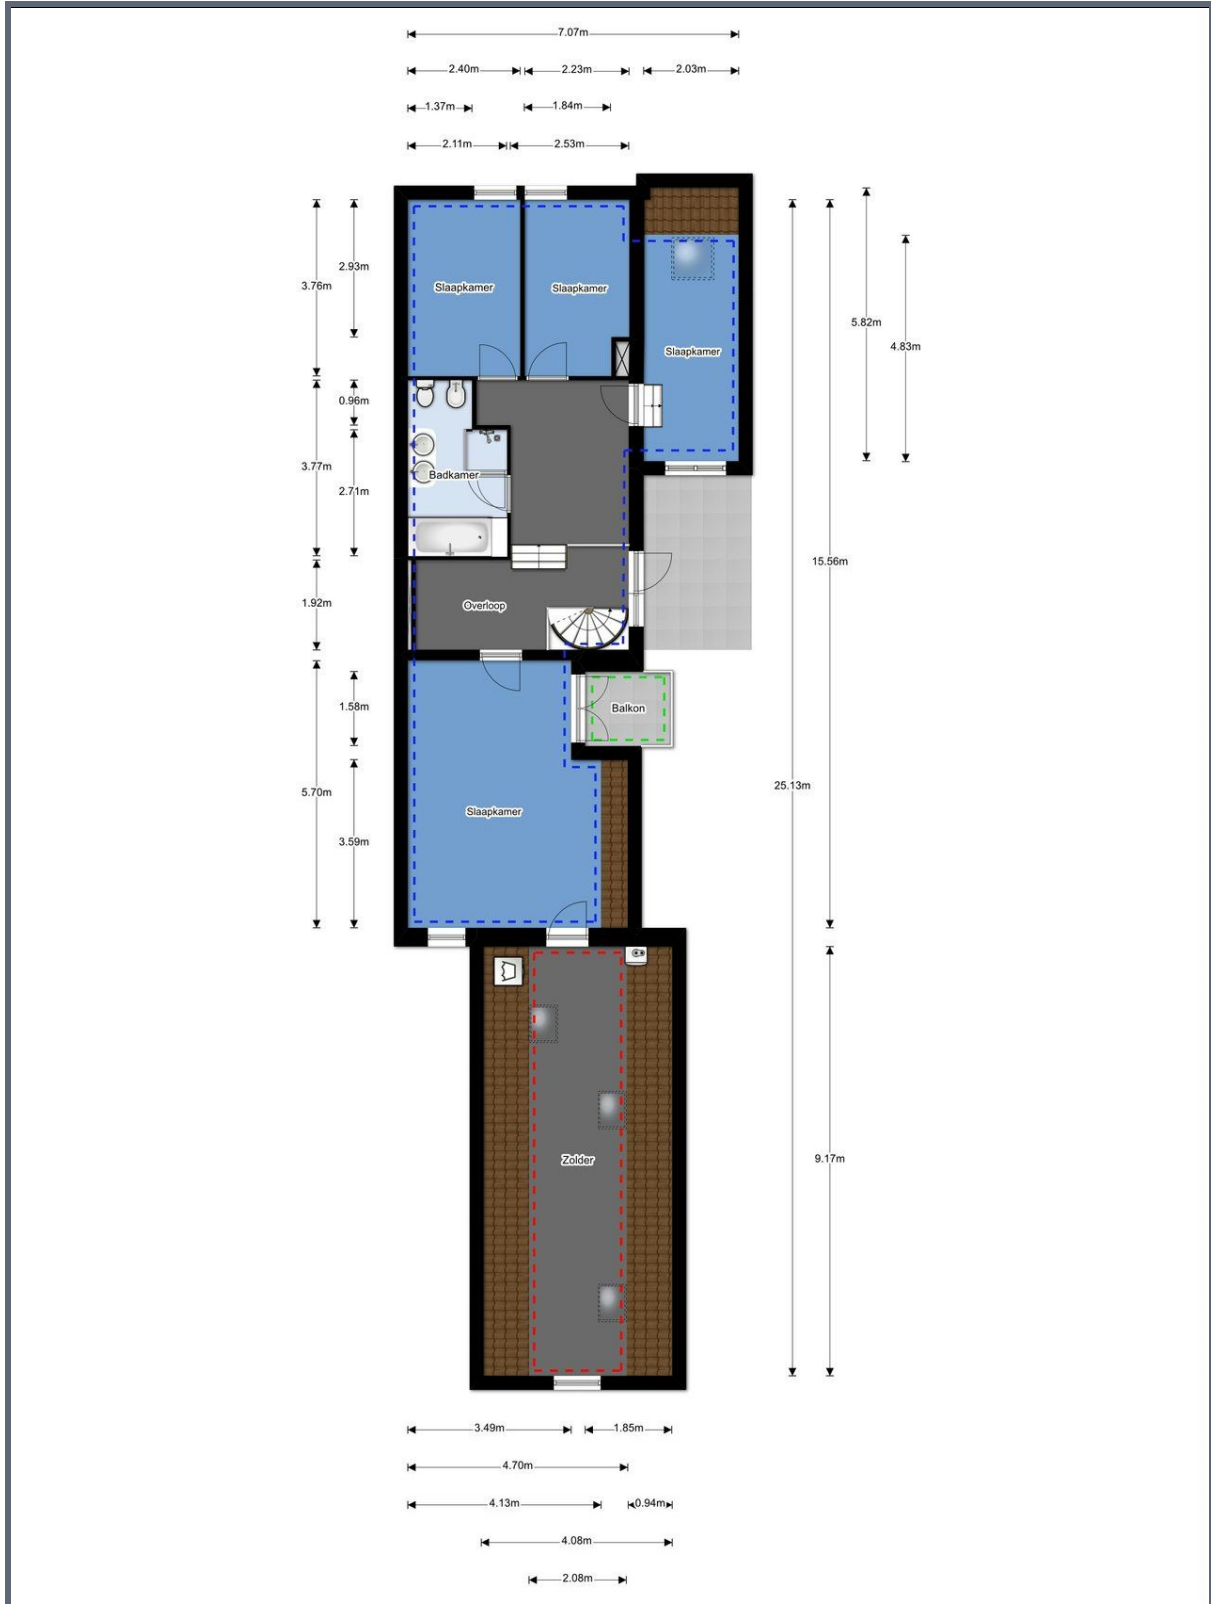 7.07m
2.40m
2.23m
2.03m
1.37m
1.84m
2.11m
2.53m
2.93m
3.76m
Slaapkamer
Slaapkamer
5.82m
4.83m
Slaapkamer
0.96m
3.77m
Badkamer
2.71m
15.56m
1.92m
Overloop
1.58m
Balkon
25.13m
5.70m
Slaapkamer
3.59m
9.17m
Zolder
3.49m
1.85m
4.70m
4.13m
0.94m
4.08m
2.08m